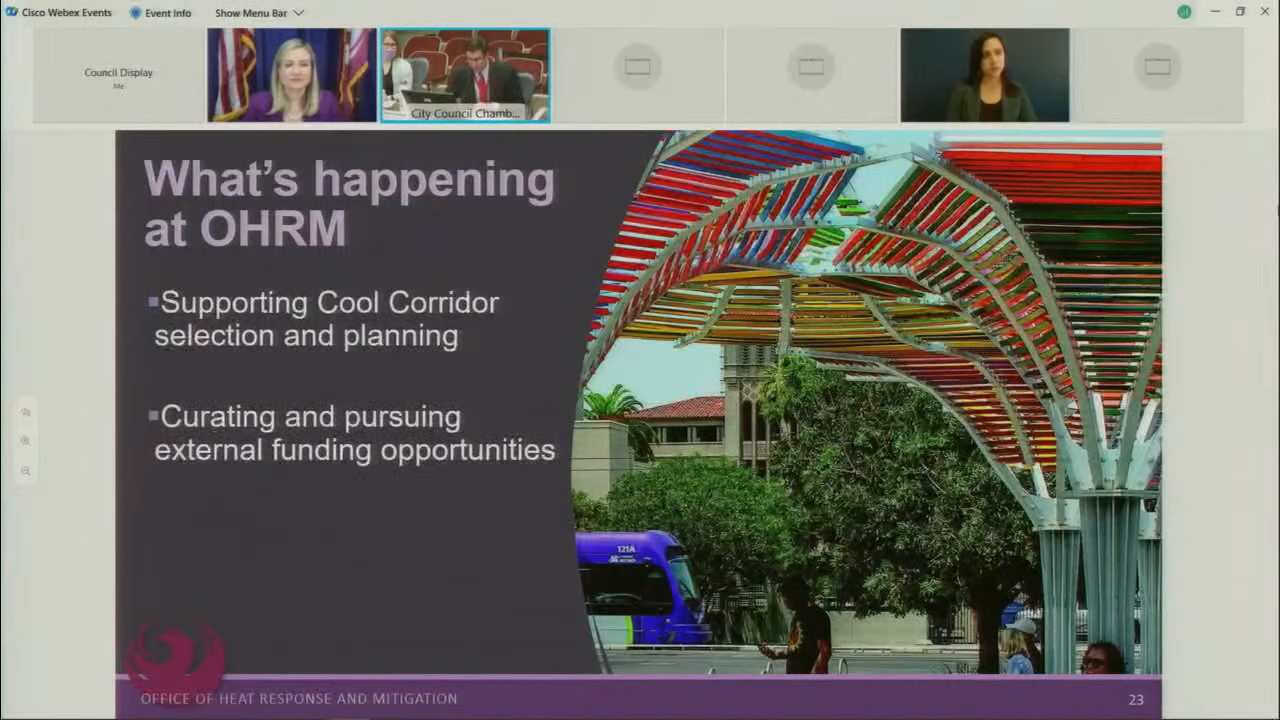 Cisco Webex Events
Event Info
Show Menu Bar
Council Display
Me
City Council Chamb...
What's happening
at OHRM
▪Supporting Cool Corridor
selection and planning
▪Curating and pursuing
external funding opportunities
121A
OFFICE OF HEAT RESPONSE AND MITIGATION
23